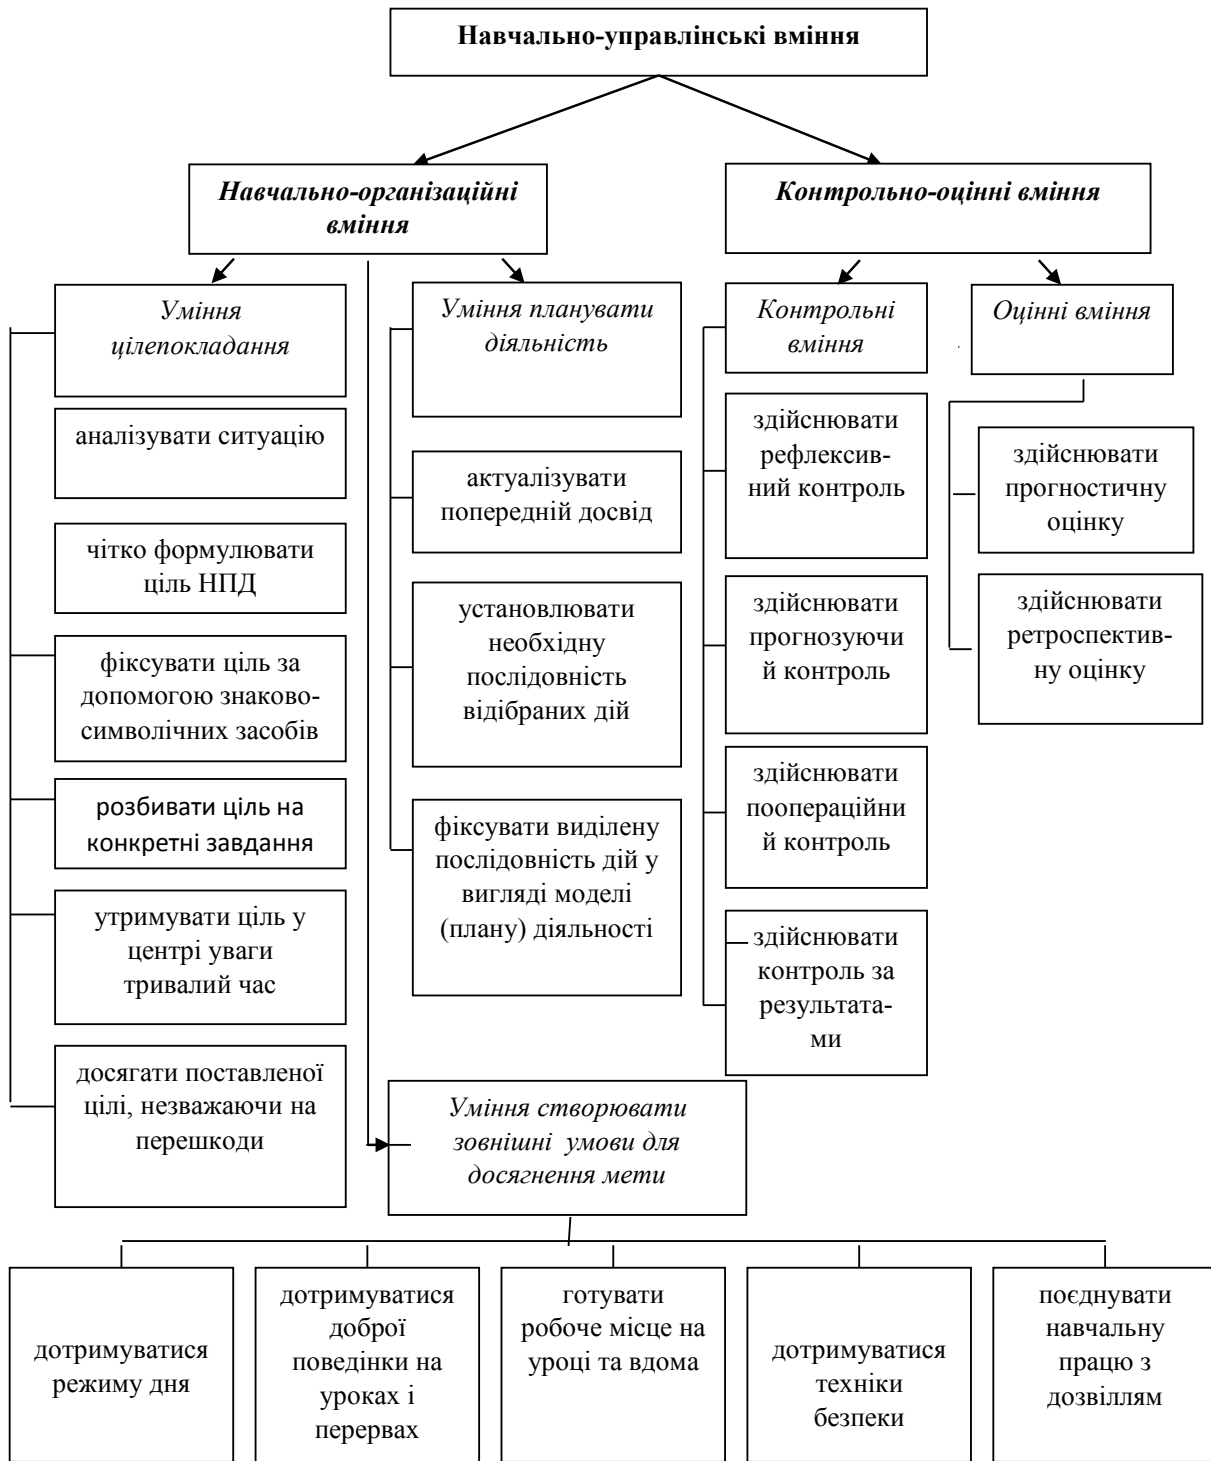 Навчально-управлінські вміння
Навчально-організаційні
вміння
Контрольно-оцінні вміння
Уміння
цілепокладання
аналізувати ситуацію
чітко формулювати
ціль НПД
фіксувати ціль за
допомогою знаково-
символічних засобів
розбивати ціль на
конкретні завдання
утримувати ціль у
центрі уваги
тривалий час
досягати поставленої
цілі, незважаючи на
перешкоди
Уміння планувати
діяльність
актуалізувати
попередній досвід
установлювати
необхідну
послідовність
відібраних дій
фіксувати виділену
послідовність дій у
вигляді моделі
(плану) діяльності
Контрольні
вміння
здійснювати
рефлексив-
ний контроль
здійснювати
прогнозуючи
й контроль
здійснювати
поопераційни
й контроль
здійснювати
контроль за
результата-
ми
Оцінні вміння
здійснювати
прогностичну
оцінку
здійснювати
ретроспектив-
ну оцінку
Уміння створювати
зовнішні умови для
досягнення мети
дотримуватися
режиму дня
дотримуватися
доброї
поведінки на
уроках і
перервах
готувати
робоче місце на
уроці та вдома
дотримуватися
техніки
безпеки
поєднувати
навчальну
працю з
дозвіллям